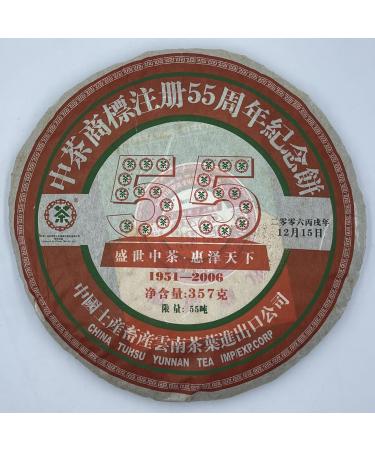 中茶商標注册55周年紀念餅
55
二零零六丙戌年
12月15日
盛世中茶·惠泽天下
1951—2006
净含量:357克
限量:55吨
中國土産畜産雲南茶葉進出口公司
CHINA TUHSU YUNNAN TEA IMP/EXP.CORP